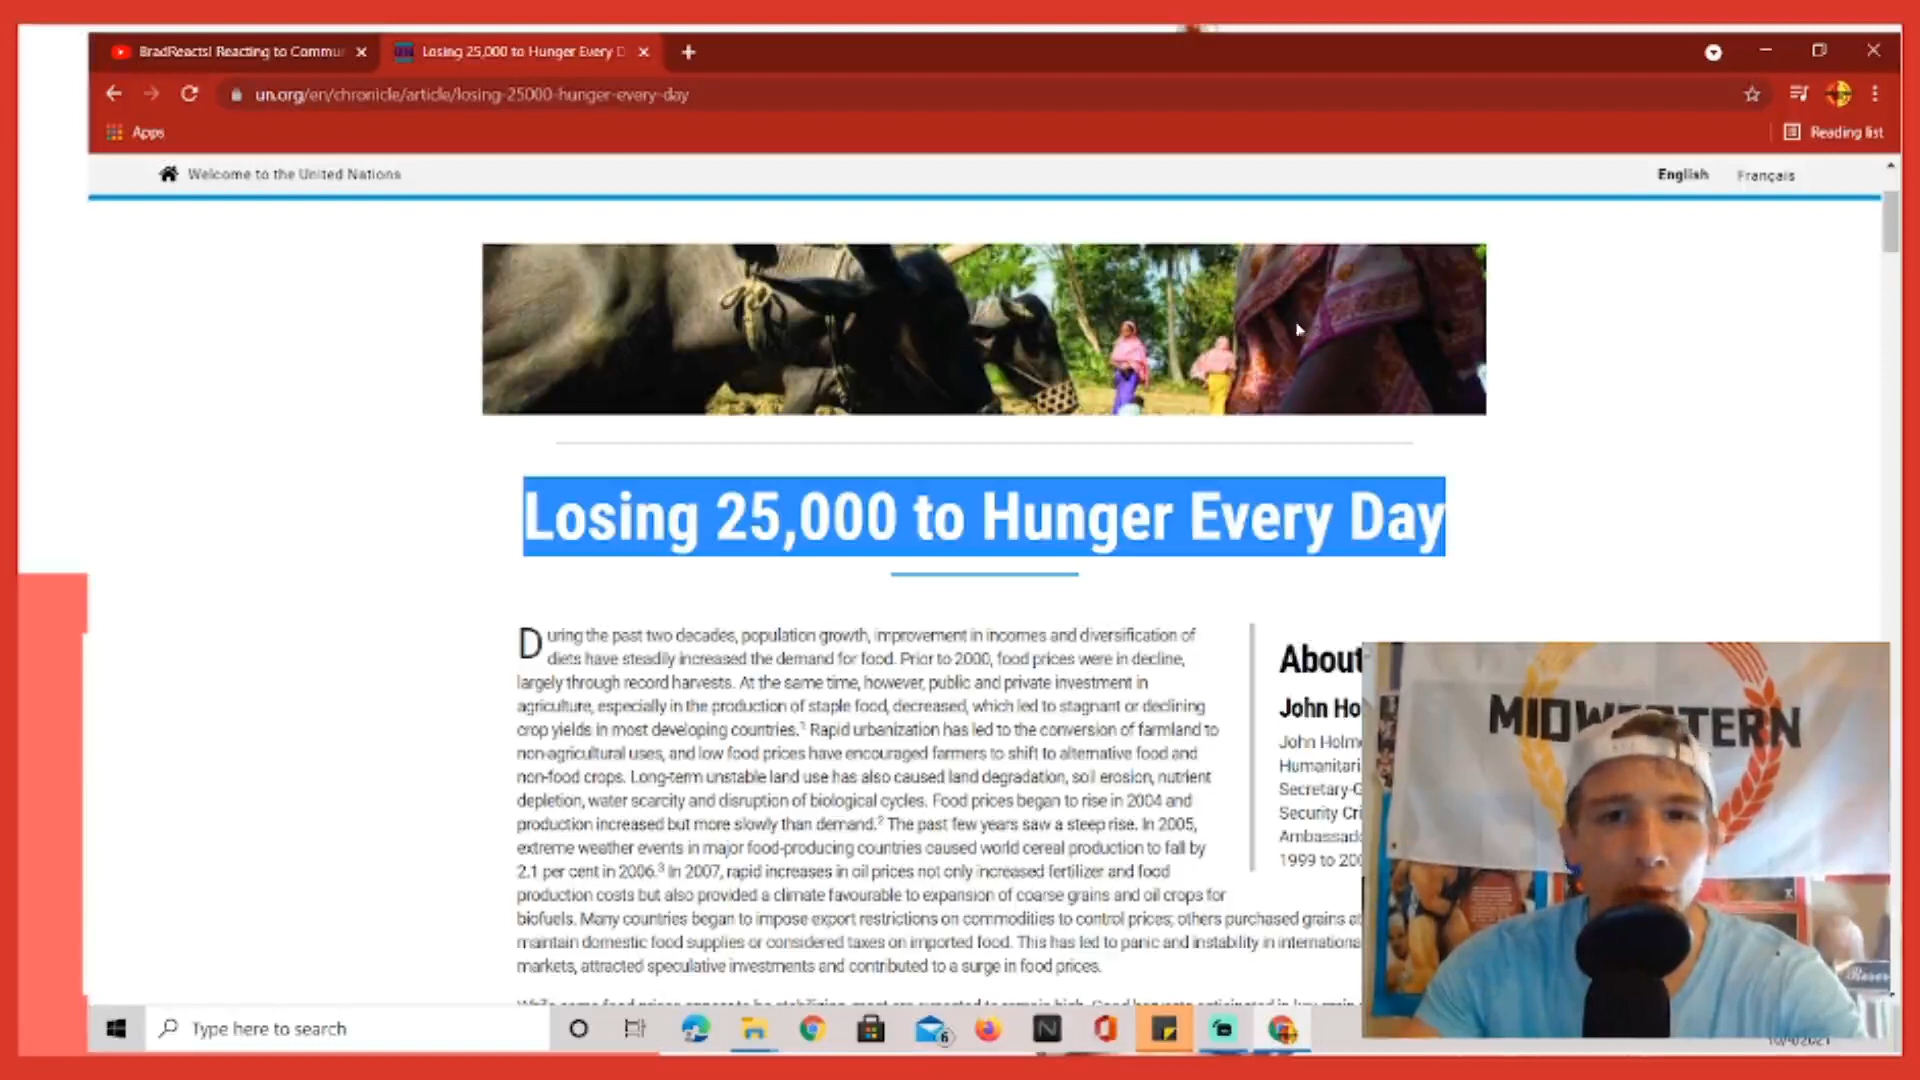 BradReacts! Reacting to Commu
Losing 25,000 to Hunger Every D
un.org/en/chronicle/article/losing-25000-hunger-every-day
Apps
Reading list
Welcome to the United Nations
English
Français
Losing 25,000 to Hunger Every Day
During the past two decades, population growth, improvement in incomes and diversification of
diets have steadily increased the demand for food. Prior to 2000, food prices were in decline,
largely through record harvests. At the same time, however, public and private investment in
agriculture, especially in the production of staple food, decreased, which led to stagnant or declining
crop yields in most developing countries.¹ Rapid urbanization has led to the conversion of farmland to
non-agricultural uses, and low food prices have encouraged farmers to shift to alternative food and
non-food crops. Long-term unstable land use has also caused land degradation, soil erosion, nutrient
depletion, water scarcity and disruption of biological cycles. Food prices began to rise in 2004 and
production increased but more slowly than demand.² The past few years saw a steep rise. In 2005,
extreme weather events in major food-producing countries caused world cereal production to fall by
2.1 per cent in 2006.³ In 2007, rapid increases in oil prices not only increased fertilizer and food
production costs but also provided a climate favourable to expansion of coarse grains and oil crops for
biofuels. Many countries began to impose export restrictions on commodities to control prices; others purchased grains at
maintain domestic food supplies or considered taxes on imported food. This has led to panic and instability in internationa
markets, attracted speculative investments and contributed to a surge in food prices.
About
John Ho
John Holm
Humanitari
Secretary-G
Security Cri
Ambassado
1999 to 200
MIDWESTERN
Type here to search
6
10/4/2021